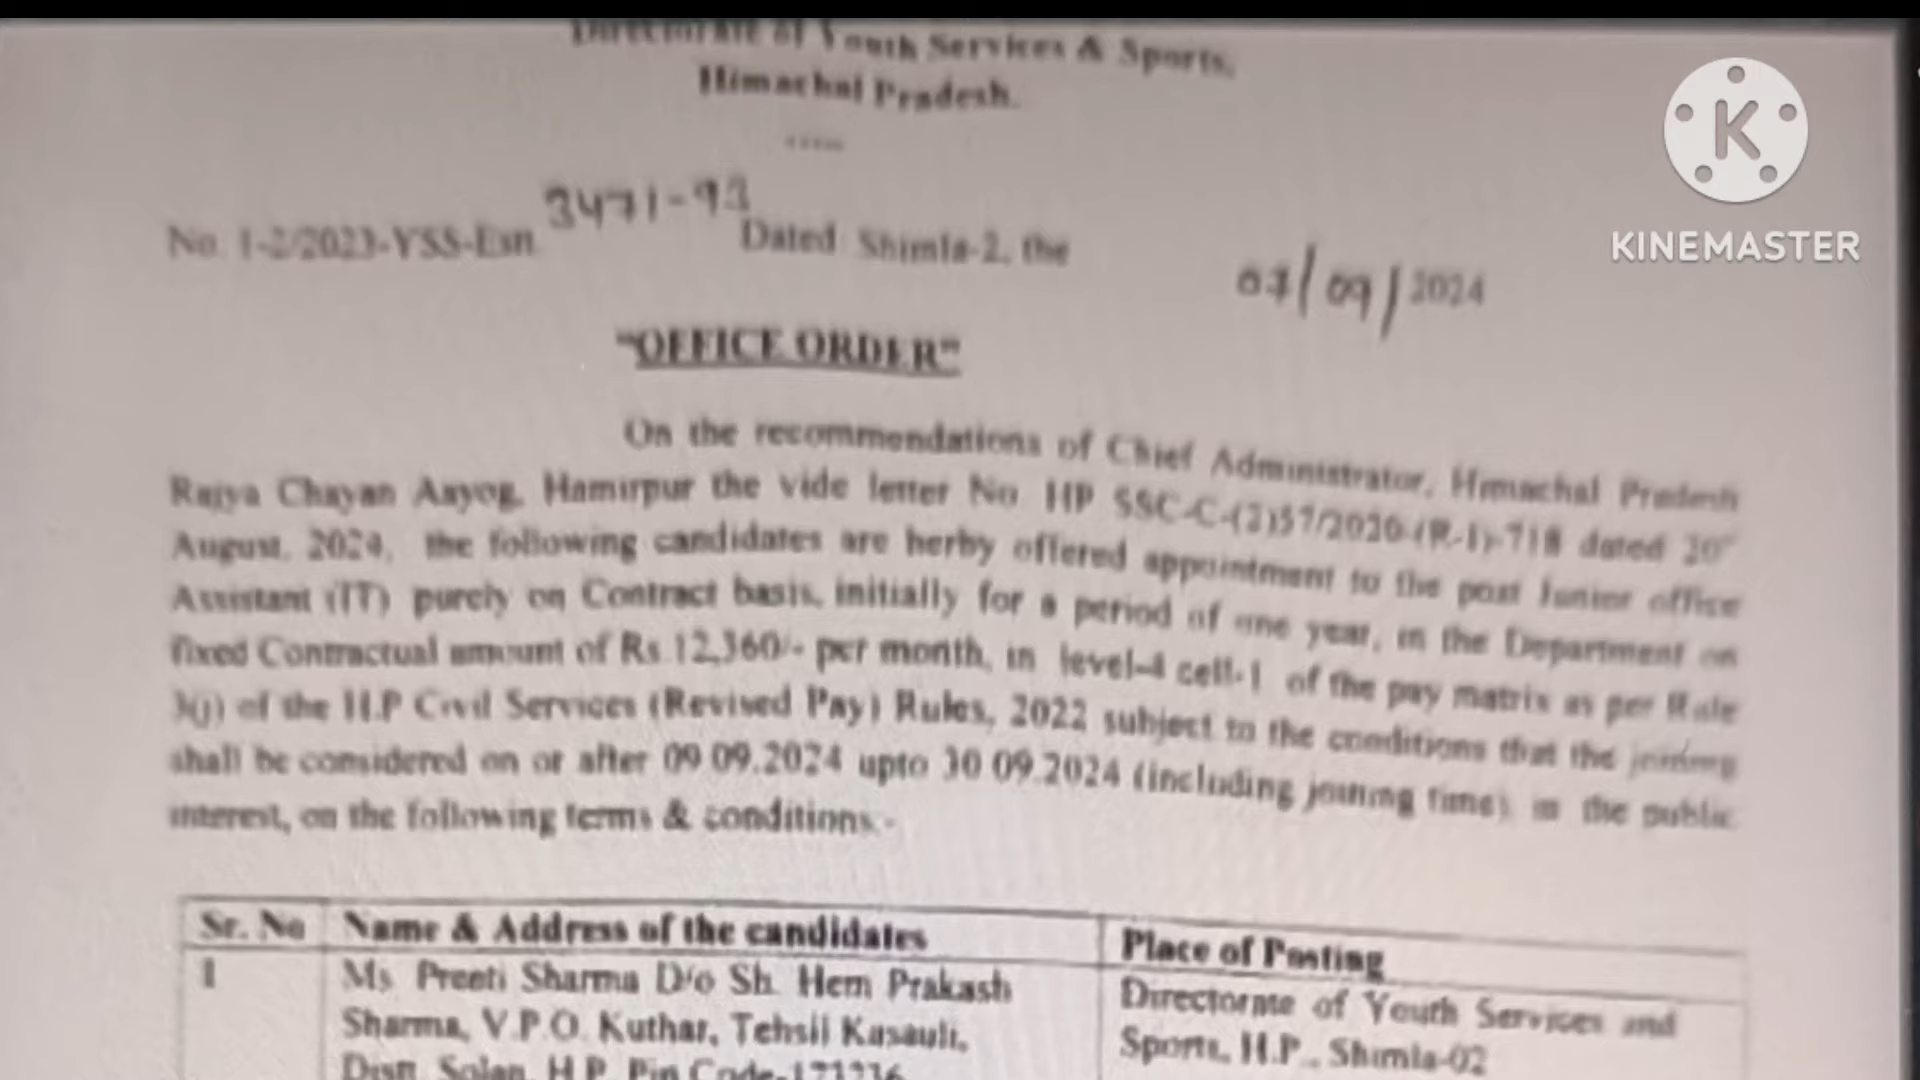 Directorate of Youth Services & Sports,
Himachal Pradesh.
KINEMASTER
No. 1-2/2023-YSS-Estt 3471-93 Dated Shimla-2, the 07/09/2024
"OFFICE ORDER"
On the recommendations of Chief Administrator, Himachal Pradesh
Rajya Chayan Aayog, Hamirpur the vide letter No. HP SSC-C-(2)57/2020-(R-I)-718 dated 20
August, 2024, the following candidates are herby offered appointment to the post Junior office
Assistant (IT) purely on Contract basis, initially for a period of one year, in the Department on
fixed Contractual amount of Rs.12,360/- per month, in level-4 cell-1 of the pay matrix as per Rule
3(j) of the H.P Civil Services (Revised Pay) Rules, 2022 subject to the conditions that the joining
shall be considered on or after 09.09.2024 upto 30.09.2024 (including joining time), in the public
interest, on the following terms & conditions:-
Sr. No Name & Address of the candidates Place of Posting
1 Ms. Preeti Sharma D/o Sh. Hem Prakash Directorate of Youth Services and
Sharma, V.P.O. Kuthar, Tehsil Kasauli, Sports, H.P., Shimla-02
Distt. Solan, H.P. Pin Code-